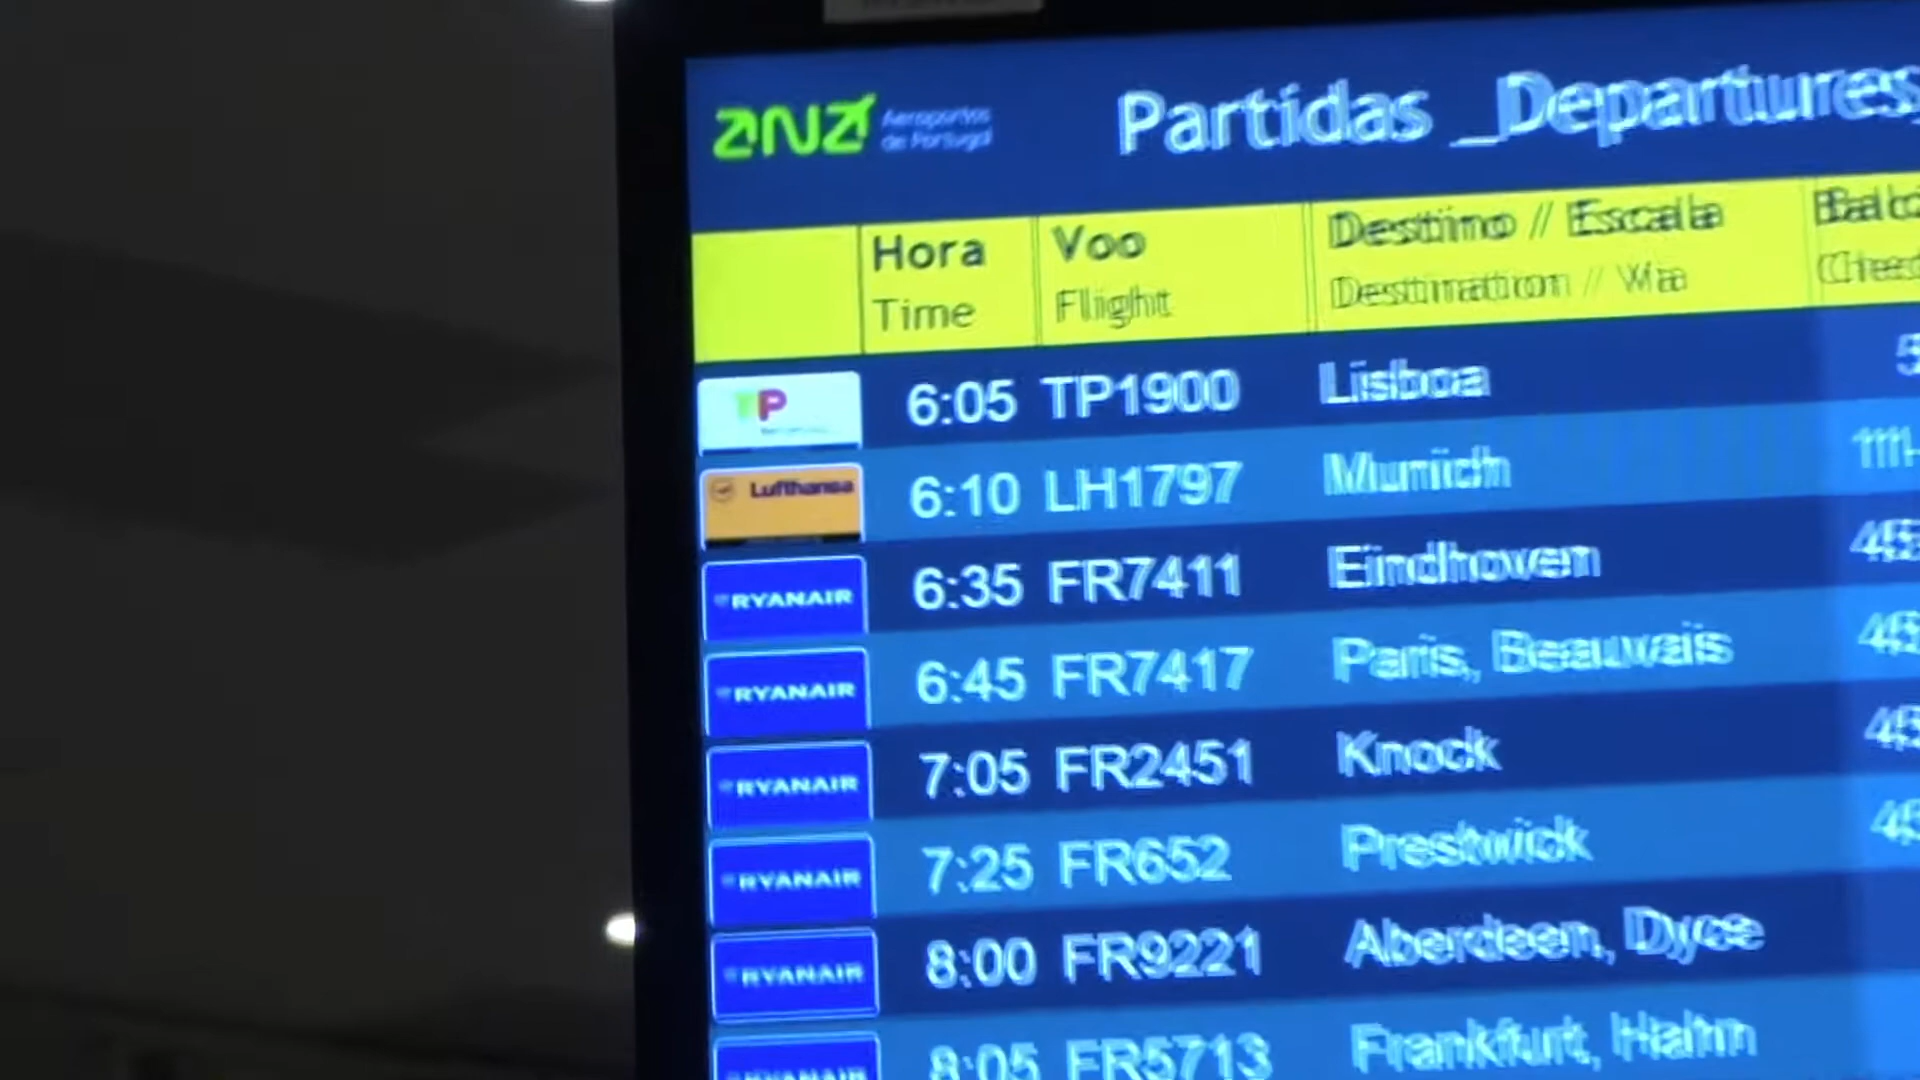 ANA Aeroportos de Portugal
Partidas _Departures
Hora Voo Destino // Escala
Time Flight Destination // Via
TP 6:05 TP1900 Lisboa
Lufthansa 6:10 LH1797 Munich
RYANAIR 6:35 FR7411 Eindhoven
RYANAIR 6:45 FR7417 Paris, Beauvais
RYANAIR 7:05 FR2451 Knock
RYANAIR 7:25 FR652 Prestwick
RYANAIR 8:00 FR9221 Aberdeen, Dyce
RYANAIR 8:05 FR5713 Frankfurt, Hahn